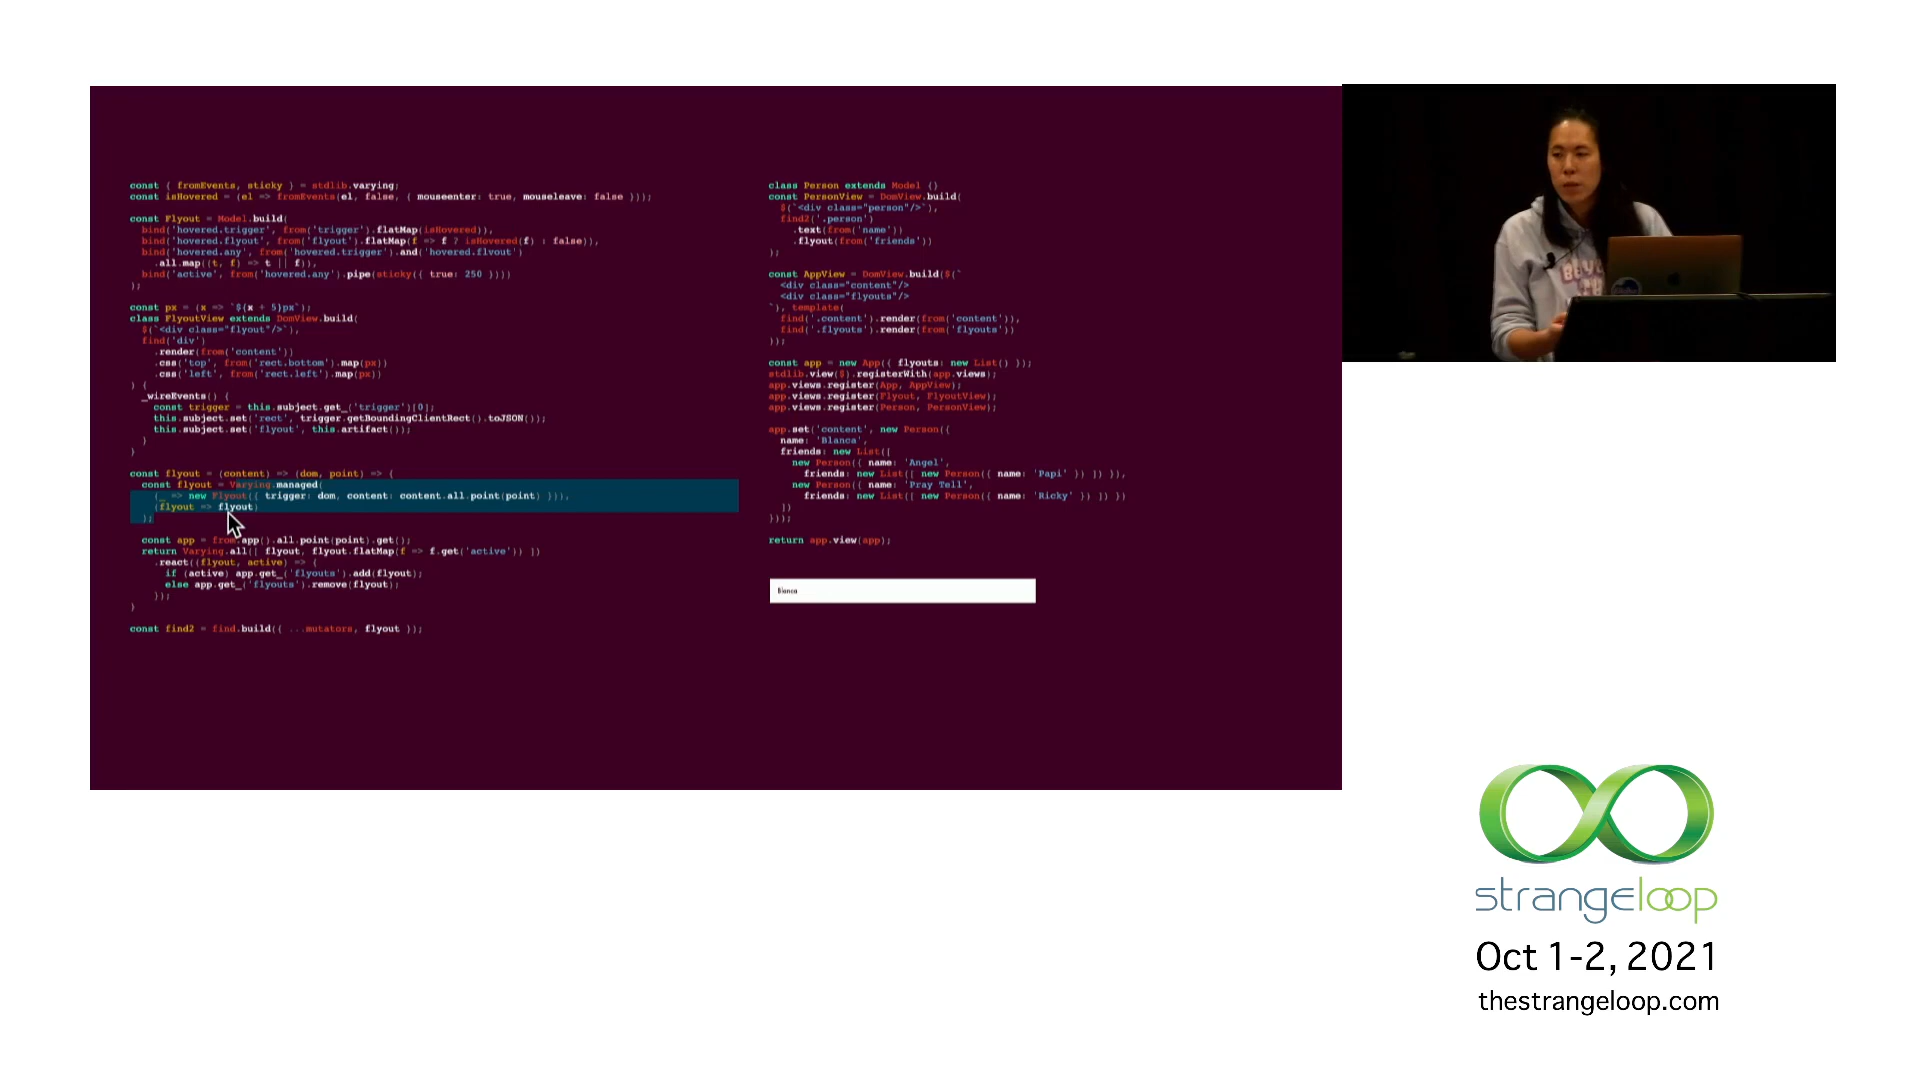 const { fromEvents, sticky } = stdlib.varying;
const isHovered = (el => fromEvents(el, false, { mouseenter: true, mouseleave: false }));
const Flyout = Model.build(
bind('hovered.trigger', from('trigger').flatMap(isHovered)),
bind('hovered.flyout', from('flyout').flatMap(f => f ? isHovered(f) : false)),
bind('hovered.any', from('hovered.trigger').and('hovered.flyout')
.all.map((t, f) => t || f)),
bind('active', from('hovered.any').pipe(sticky({ true: 250 })))
);
const px = (x => `${x + 5}px`);
class FlyoutView extends DomView.build(
$(`<div class="flyout"/>`),
find('div')
.render(from('content'))
.css('top', from('rect.bottom').map(px))
.css('left', from('rect.left').map(px))
) {
_wireEvents() {
const trigger = this.subject.get_('trigger')[0];
this.subject.set('rect', trigger.getBoundingClientRect().toJSON());
this.subject.set('flyout', this.artifact());
}
}
const flyout = (content) => (dom, point) => {
const flyout = Varying.managed(
(_ => new Flyout({ trigger: dom, content: content.all.point(point) })),
(flyout => flyout)
);
const app = from.app().all.point(point).get();
return Varying.all([ flyout, flyout.flatMap(f => f.get('active')) ])
.react((flyout, active) => {
if (active) app.get_('flyouts').add(flyout);
else app.get_('flyouts').remove(flyout);
});
}
const find2 = find.build({ ...mutators, flyout });
class Person extends Model {}
const PersonView = DomView.build(
$(`<div class="person"/>`),
find2('.person')
.text(from('name'))
.flyout(from('friends'))
);
const AppView = DomView.build($(`
<div class="content"/>
<div class="flyouts"/>
`), template(
find('.content').render(from('content')),
find('.flyouts').render(from('flyouts'))
));
const app = new App({ flyouts: new List() });
stdlib.view($).registerWith(app.views);
app.views.register(App, AppView);
app.views.register(Flyout, FlyoutView);
app.views.register(Person, PersonView);
app.set('content', new Person({
name: 'Bianca',
friends: new List([
new Person({ name: 'Angel',
friends: new List([ new Person({ name: 'Papi' }) ]) }),
new Person({ name: 'Pray Tell',
friends: new List([ new Person({ name: 'Ricky' }) ]) })
])
}));
return app.view(app);
Bianca
strangeloop
Oct 1-2, 2021
thestrangeloop.com